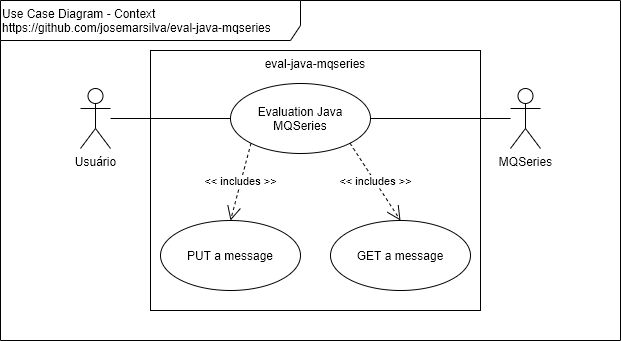 Use Case Diagram - Context
https://github.com/josemarsilva/eval-java-mqseries
eval-java-mqseries
Evaluation Java
MQSeries
Usuário
MQSeries
<< includes >>
<< includes >>
PUT a message
GET a message